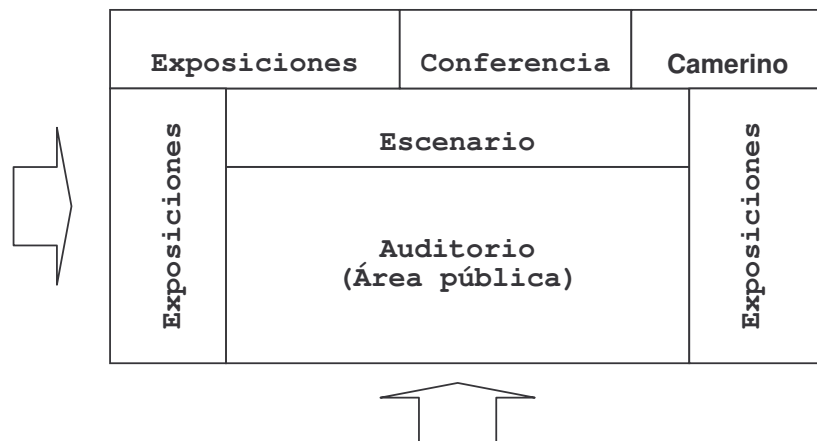 Exposiciones
Conferencia
Camerino
Exposiciones
Escenario
Auditorio
(Área pública)
Exposiciones